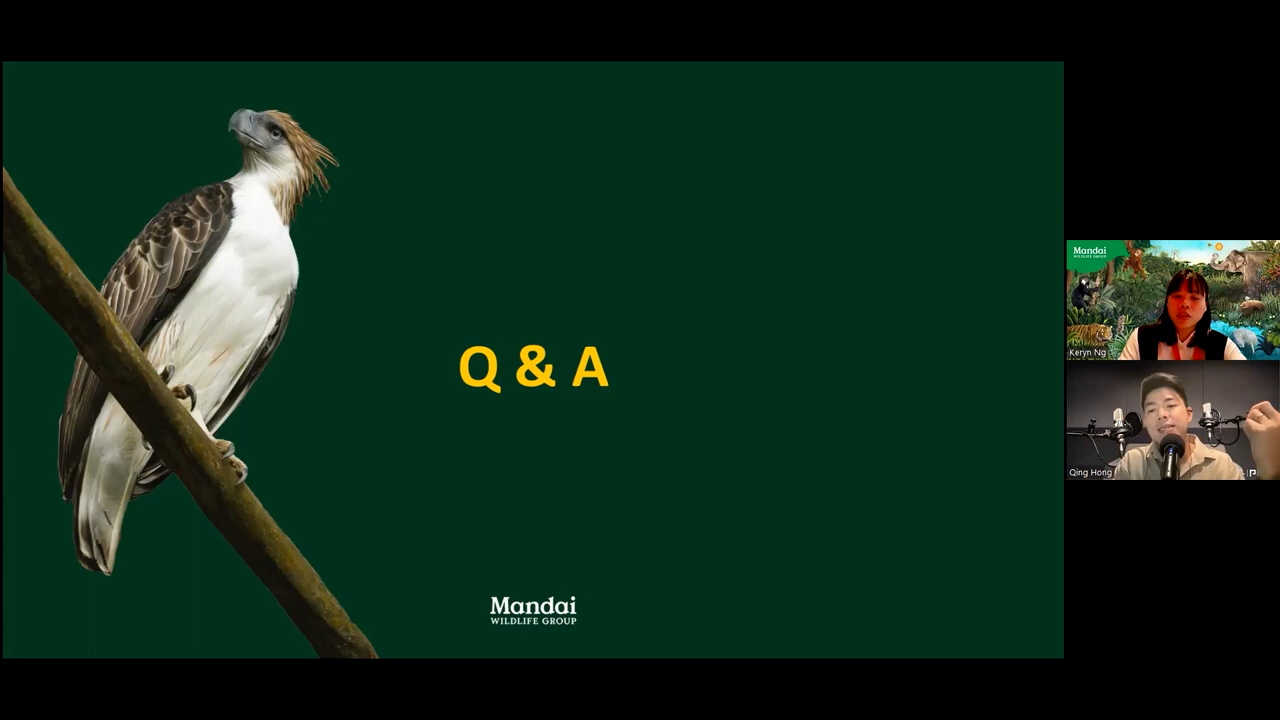 Q & A
Mandai
WILDLIFE GROUP
Mandai
WILDLIFE GROUP
Keryn Ng
Qing Hong